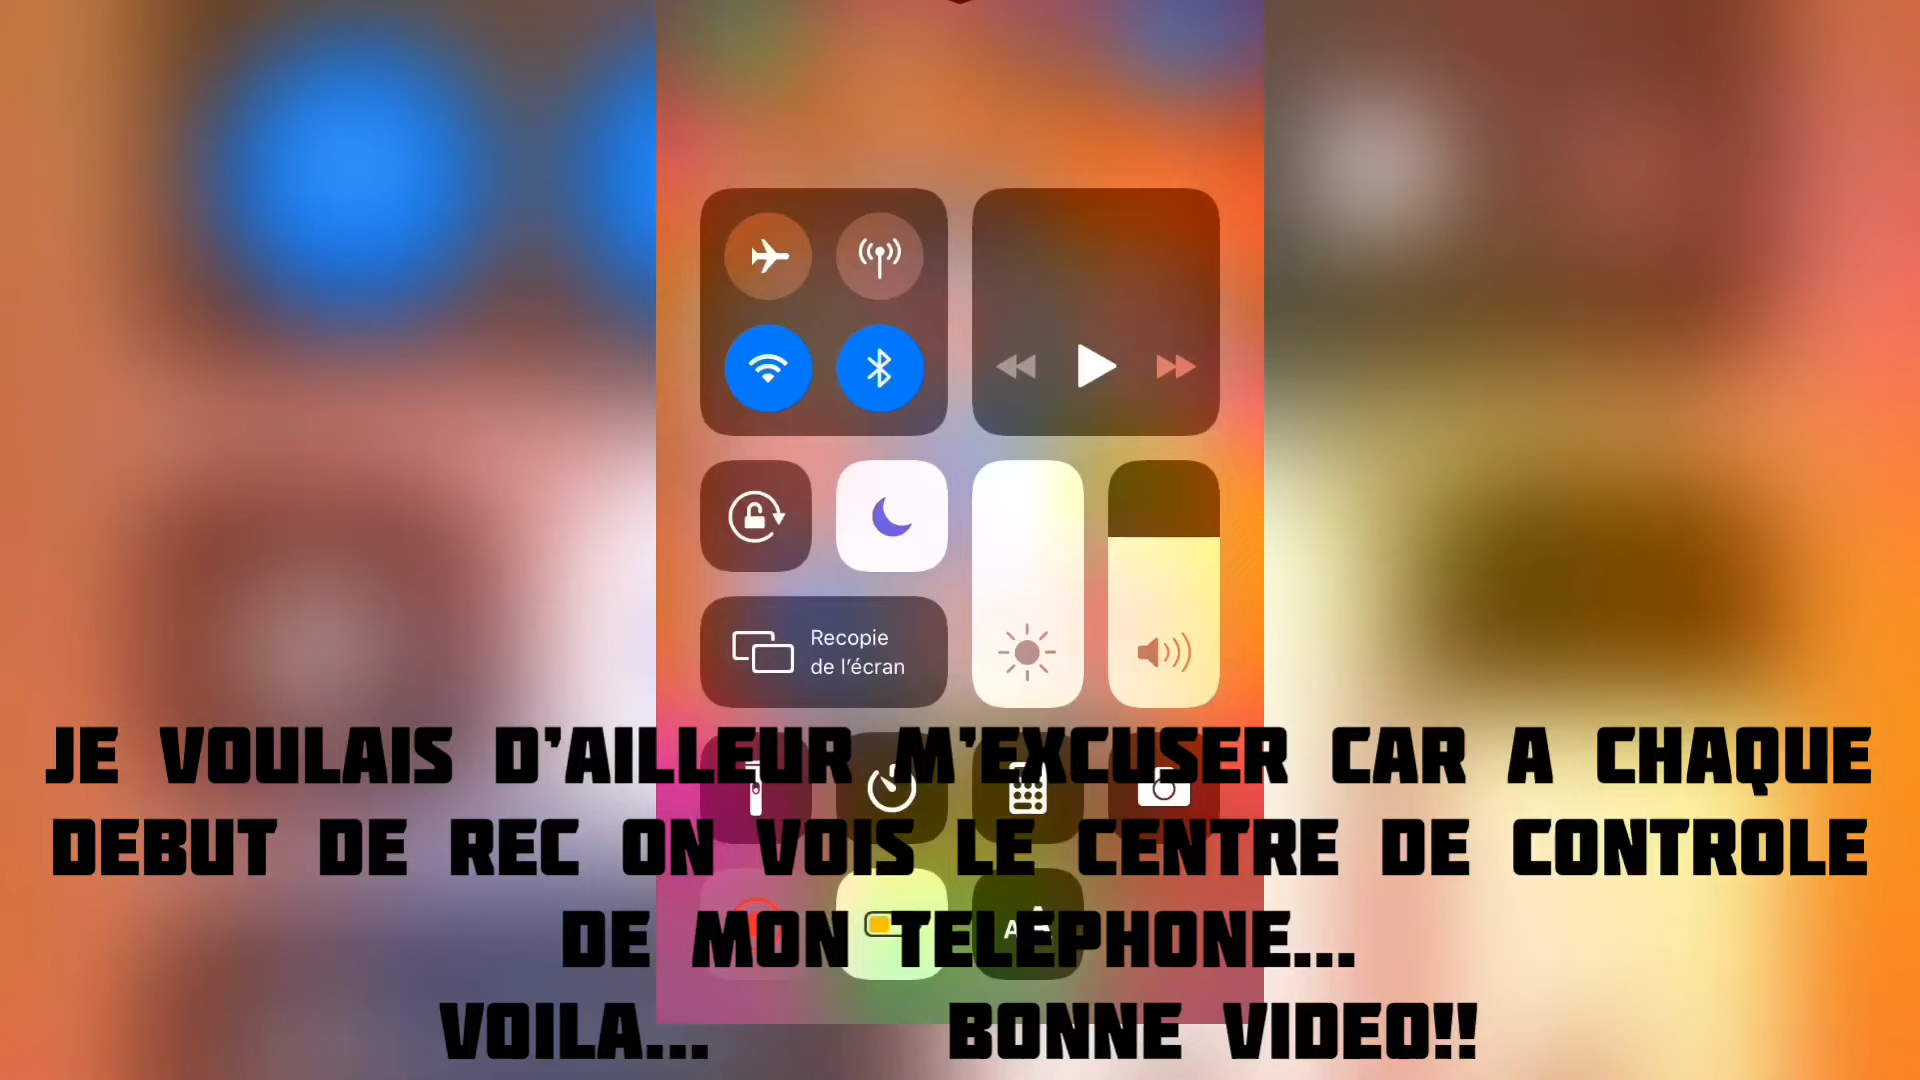 Recopie
de l'écran
JE VOULAIS D'AILLEUR M'EXCUSER CAR A CHAQUE
DEBUT DE REC ON VOIS LE CENTRE DE CONTROLE
DE MON TELEPHONE...
VOILA... BONNE VIDEO!!